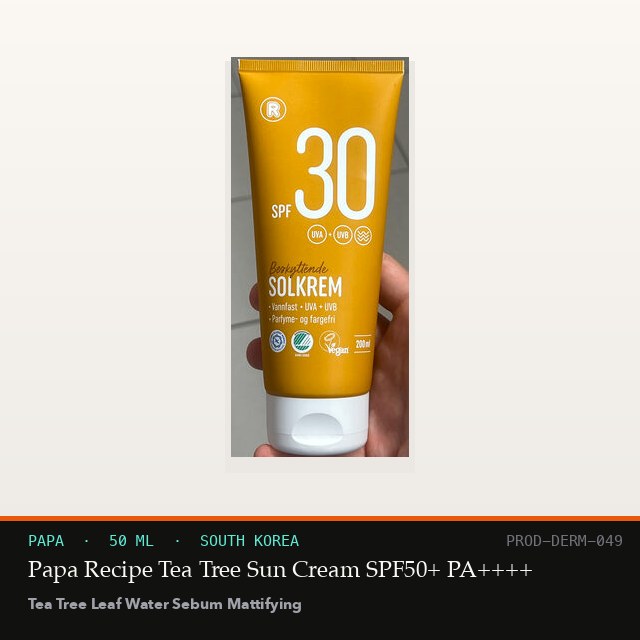 R
30
SPF
UVA · UVB
Beskyttende
SOLKREM
• Vannfast • UVA + UVB
• Parfyme- og fargefri
vegan
200 ml
PAPA · 50 ML · SOUTH KOREA
PROD–DERM–049
Papa Recipe Tea Tree Sun Cream SPF50+ PA++++
Tea Tree Leaf Water Sebum Mattifying